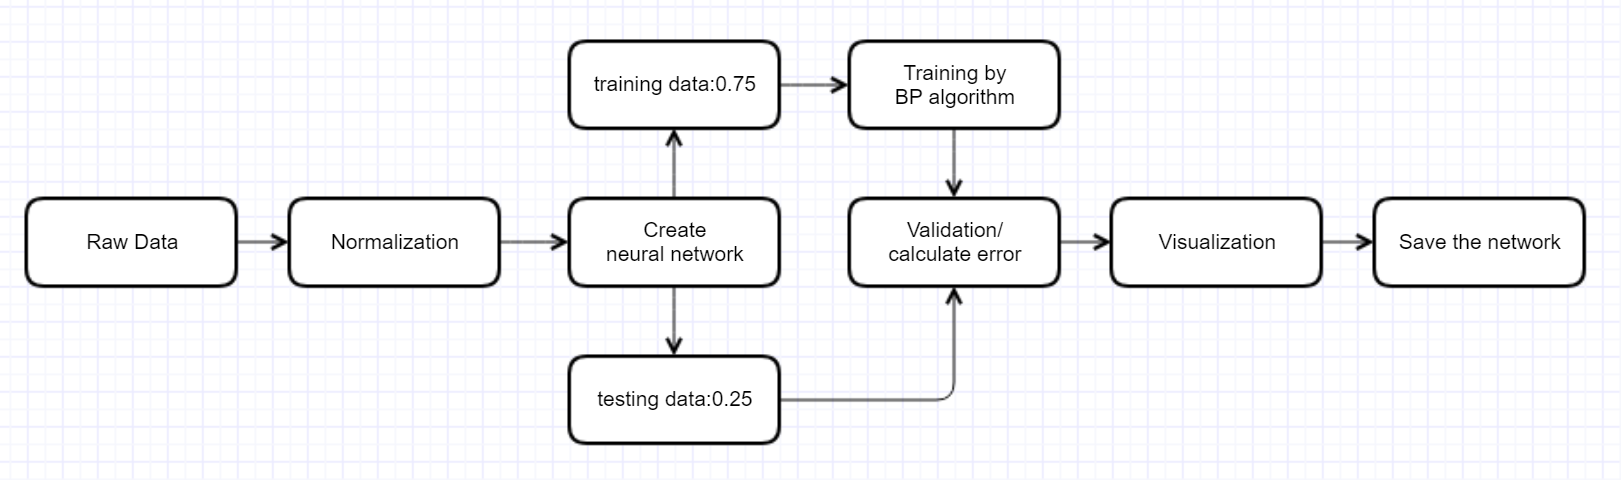 training data:0.75
Training by
BP algorithm
Raw Data
Normalization
Create
neural network
Validation/
calculate error
Visualization
Save the network
testing data:0.25